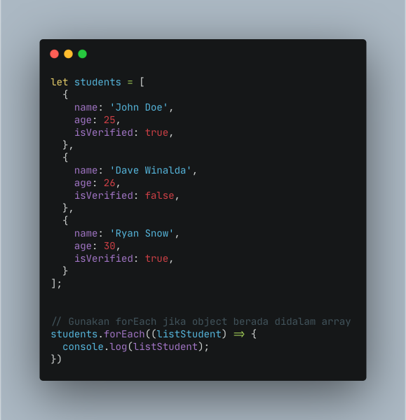 let students = [
  {
    name: 'John Doe',
    age: 25,
    isVerified: true,
  },
  {
    name: 'Dave Winalda',
    age: 26,
    isVerified: false,
  },
  {
    name: 'Ryan Snow',
    age: 30,
    isVerified: true,
  }
];
// Gunakan forEach jika object berada didalam array
students.forEach((listStudent) => {
  console.log(listStudent);
})